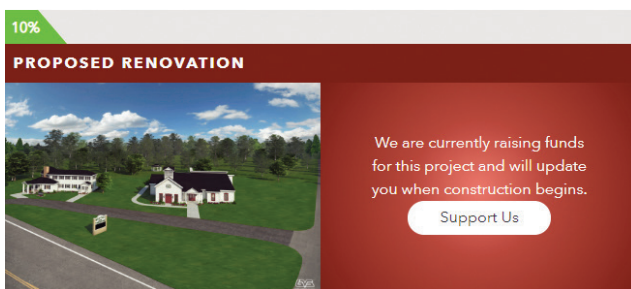 10%
PROPOSED RENOVATION
We are currently raising funds
for this project and will update
you when construction begins.
Support Us